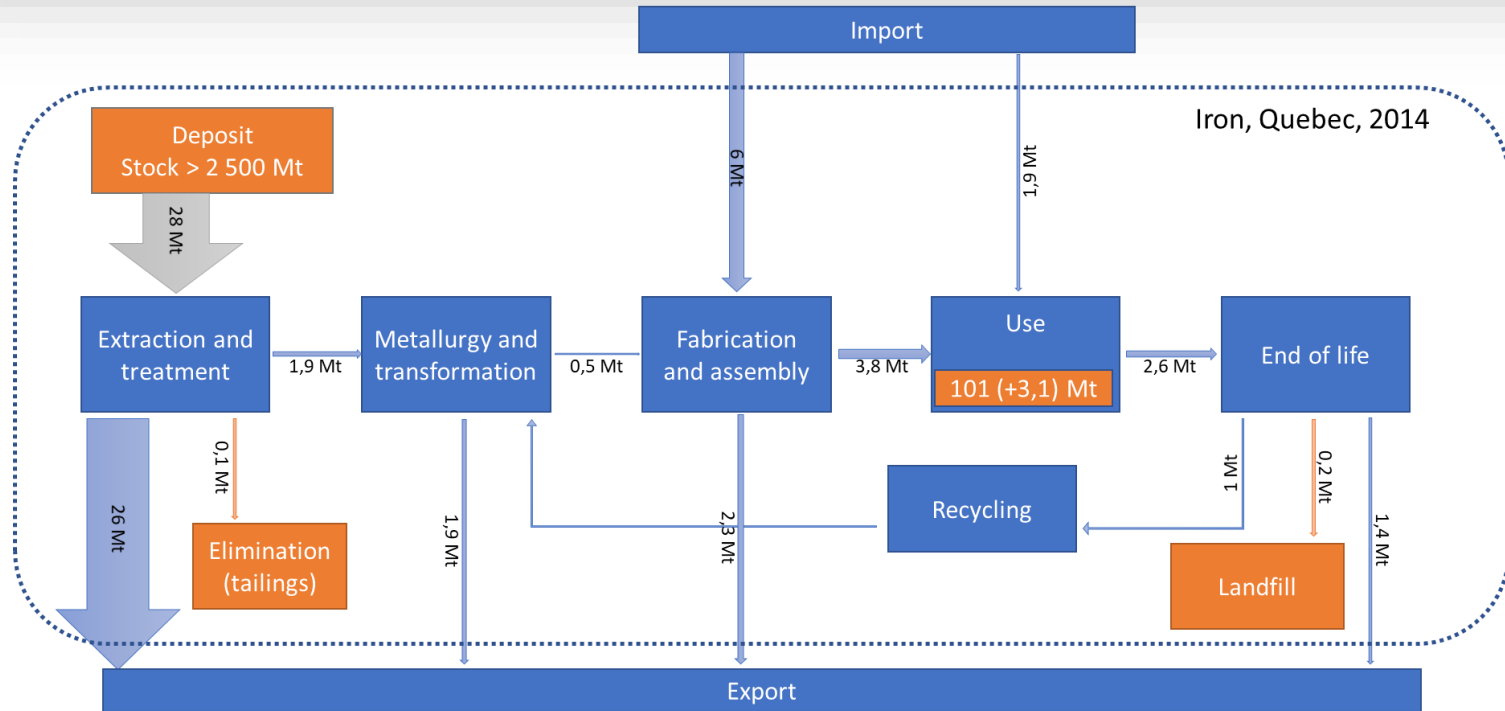 Import
Iron, Quebec, 2014
Deposit
Stock > 2 500 Mt
28 Mt
6 Mt
1,9 Mt
Extraction and
treatment
1,9 Mt
Metallurgy and
transformation
0,5 Mt
Fabrication
and assembly
3,8 Mt
Use
101 (+3,1) Mt
2,6 Mt
End of life
26 Mt
0,1 Mt
Elimination
(tailings)
1,9 Mt
2,3 Mt
Recycling
1 Mt
0,2 Mt
Landfill
1,4 Mt
Export